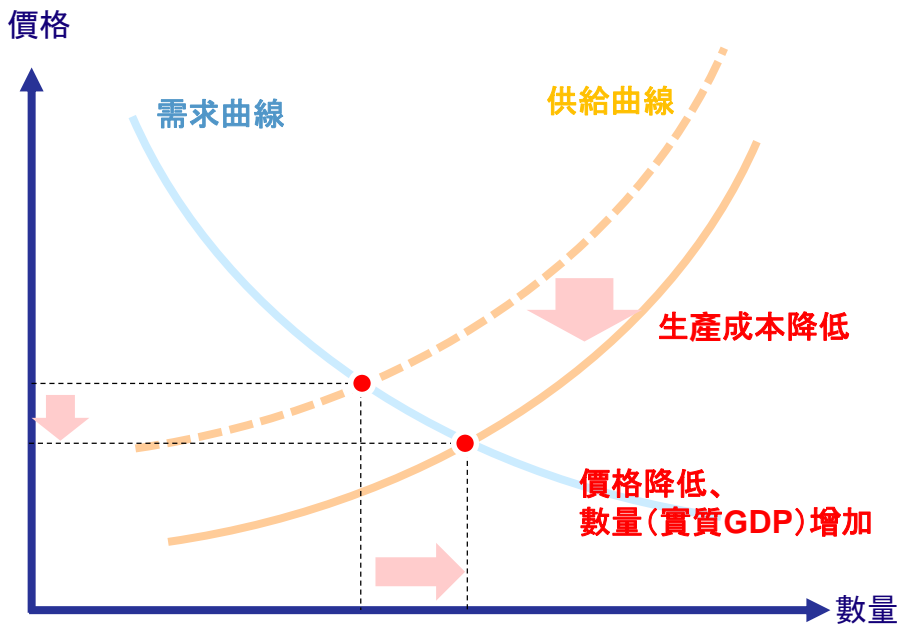 價格
需求曲線
供給曲線
生產成本降低
價格降低、
數量（實質GDP）增加
數量